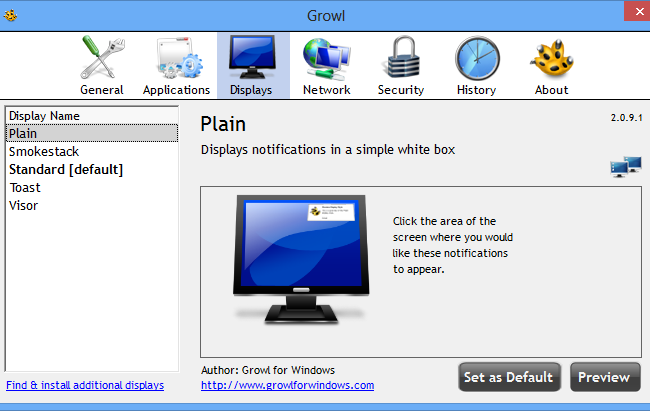 Growl
General Applications Displays Network Security History About
Display Name
Plain
Smokestack
Standard [default]
Toast
Visor
Find & install additional displays
Plain
2.0.9.1
Displays notifications in a simple white box
Click the area of the
screen where you would
like these notifications
to appear.
Author: Growl for Windows
http://www.growlforwindows.com
Set as Default
Preview